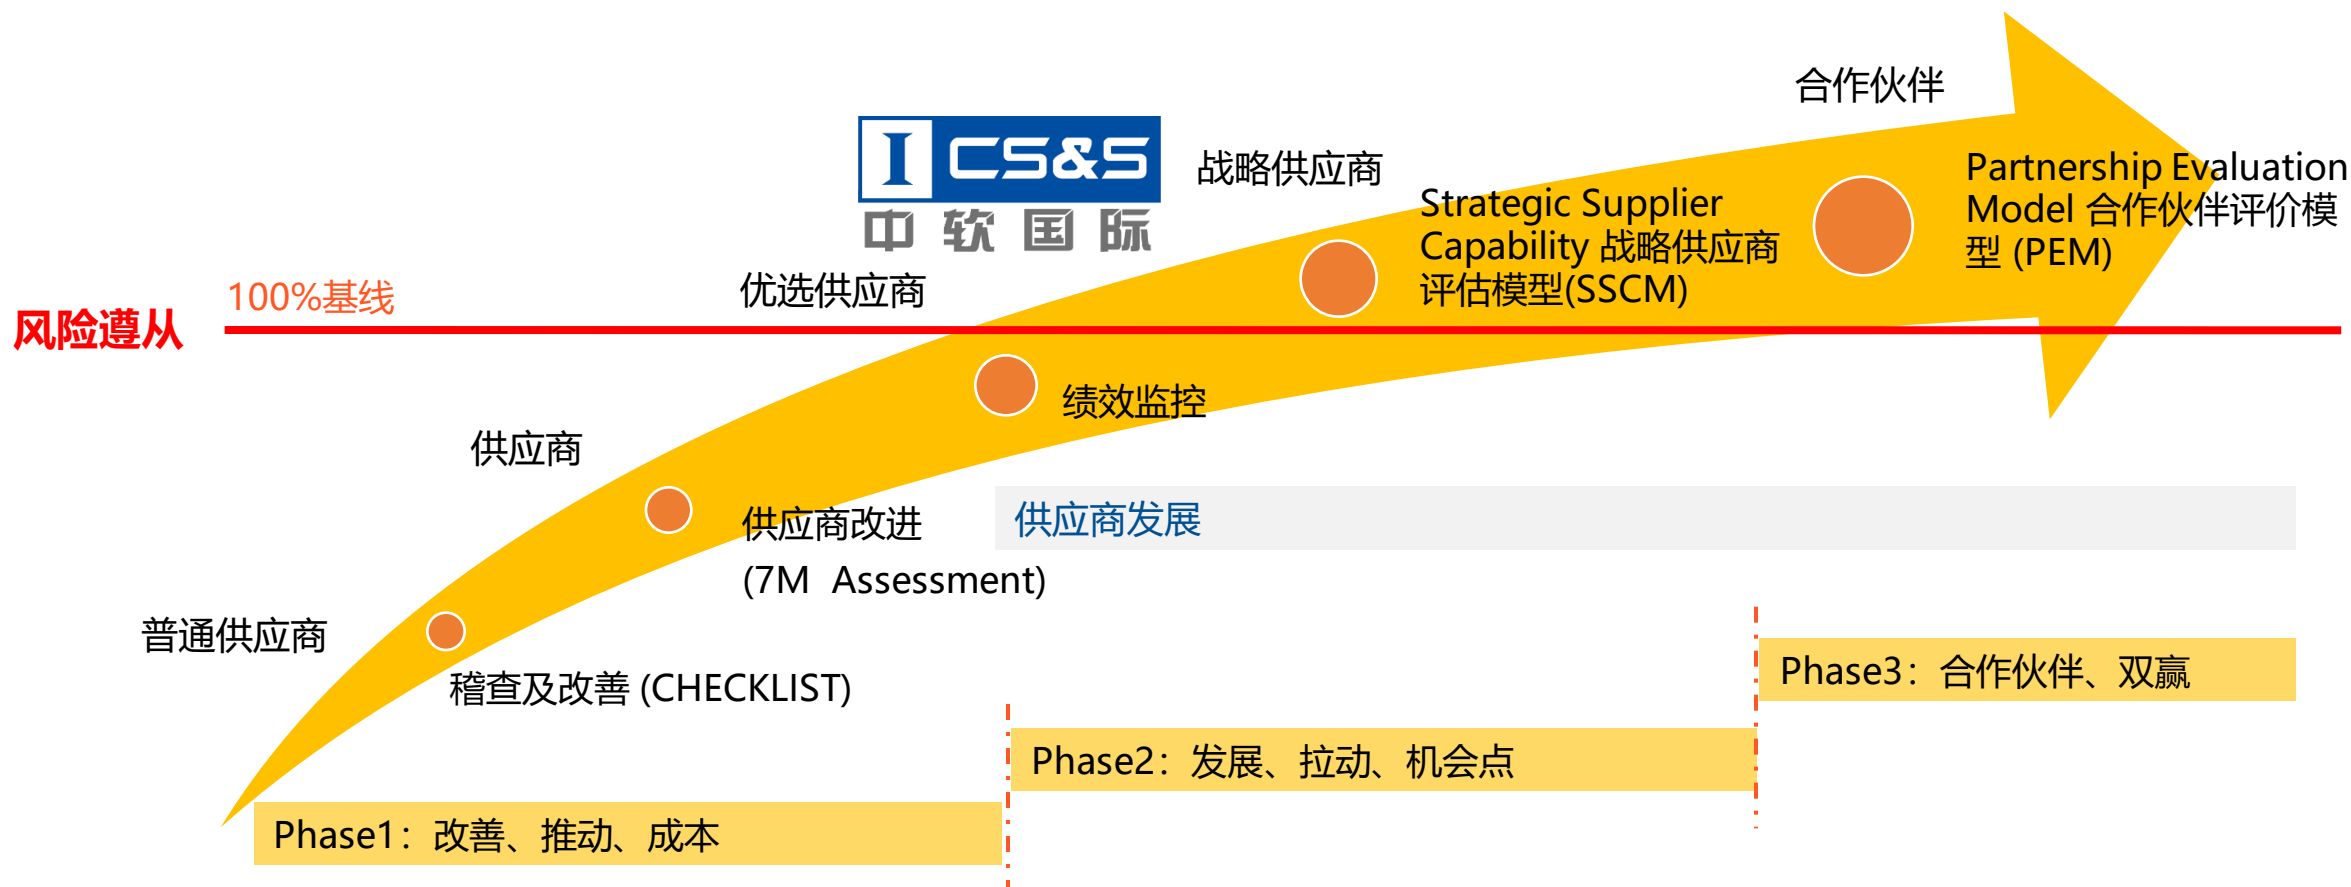 合作伙伴
I CS&S
中软国际
战略供应商
Partnership Evaluation
Model 合作伙伴评价模
型 (PEM)
Strategic Supplier
Capability 战略供应商
评估模型(SSCM)
优选供应商
100%基线
风险遵从
绩效监控
供应商
供应商改进
(7M Assessment)
供应商发展
普通供应商
稽查及改善 (CHECKLIST)
Phase3：合作伙伴、双赢
Phase2：发展、拉动、机会点
Phase1：改善、推动、成本